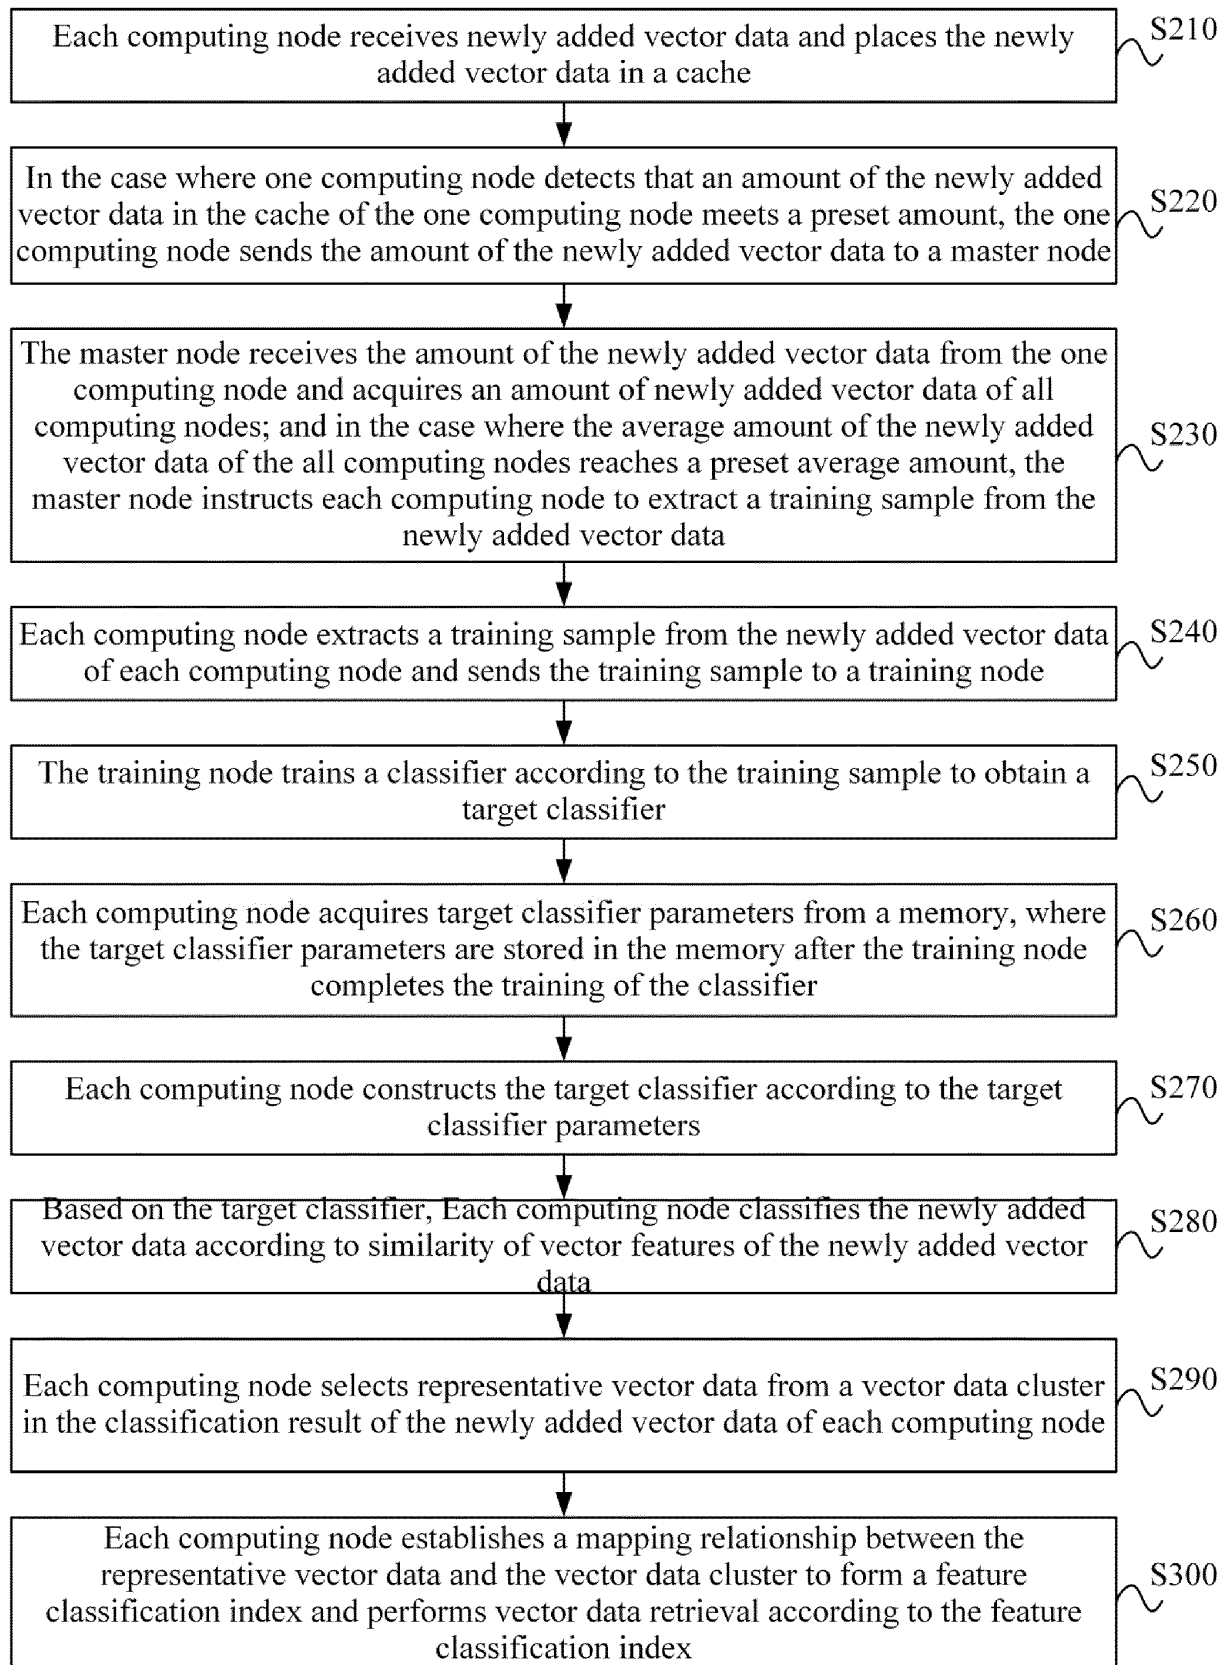 Each computing node receives newly added vector data and places the newly
added vector data in a cache
S210
In the case where one computing node detects that an amount of the newly added
vector data in the cache of the one computing node meets a preset amount, the one
computing node sends the amount of the newly added vector data to a master node
S220
The master node receives the amount of the newly added vector data from the one
computing node and acquires an amount of newly added vector data of all
computing nodes; and in the case where the average amount of the newly added
vector data of the all computing nodes reaches a preset average amount, the
master node instructs each computing node to extract a training sample from the
newly added vector data
S230
Each computing node extracts a training sample from the newly added vector data
of each computing node and sends the training sample to a training node
S240
The training node trains a classifier according to the training sample to obtain a
target classifier
S250
Each computing node acquires target classifier parameters from a memory, where
the target classifier parameters are stored in the memory after the training node
completes the training of the classifier
S260
Each computing node constructs the target classifier according to the target
classifier parameters
S270
Based on the target classifier, Each computing node classifies the newly added
vector data according to similarity of vector features of the newly added vector
data
S280
Each computing node selects representative vector data from a vector data cluster
in the classification result of the newly added vector data of each computing node
S290
Each computing node establishes a mapping relationship between the
representative vector data and the vector data cluster to form a feature
classification index and performs vector data retrieval according to the feature
classification index
S300